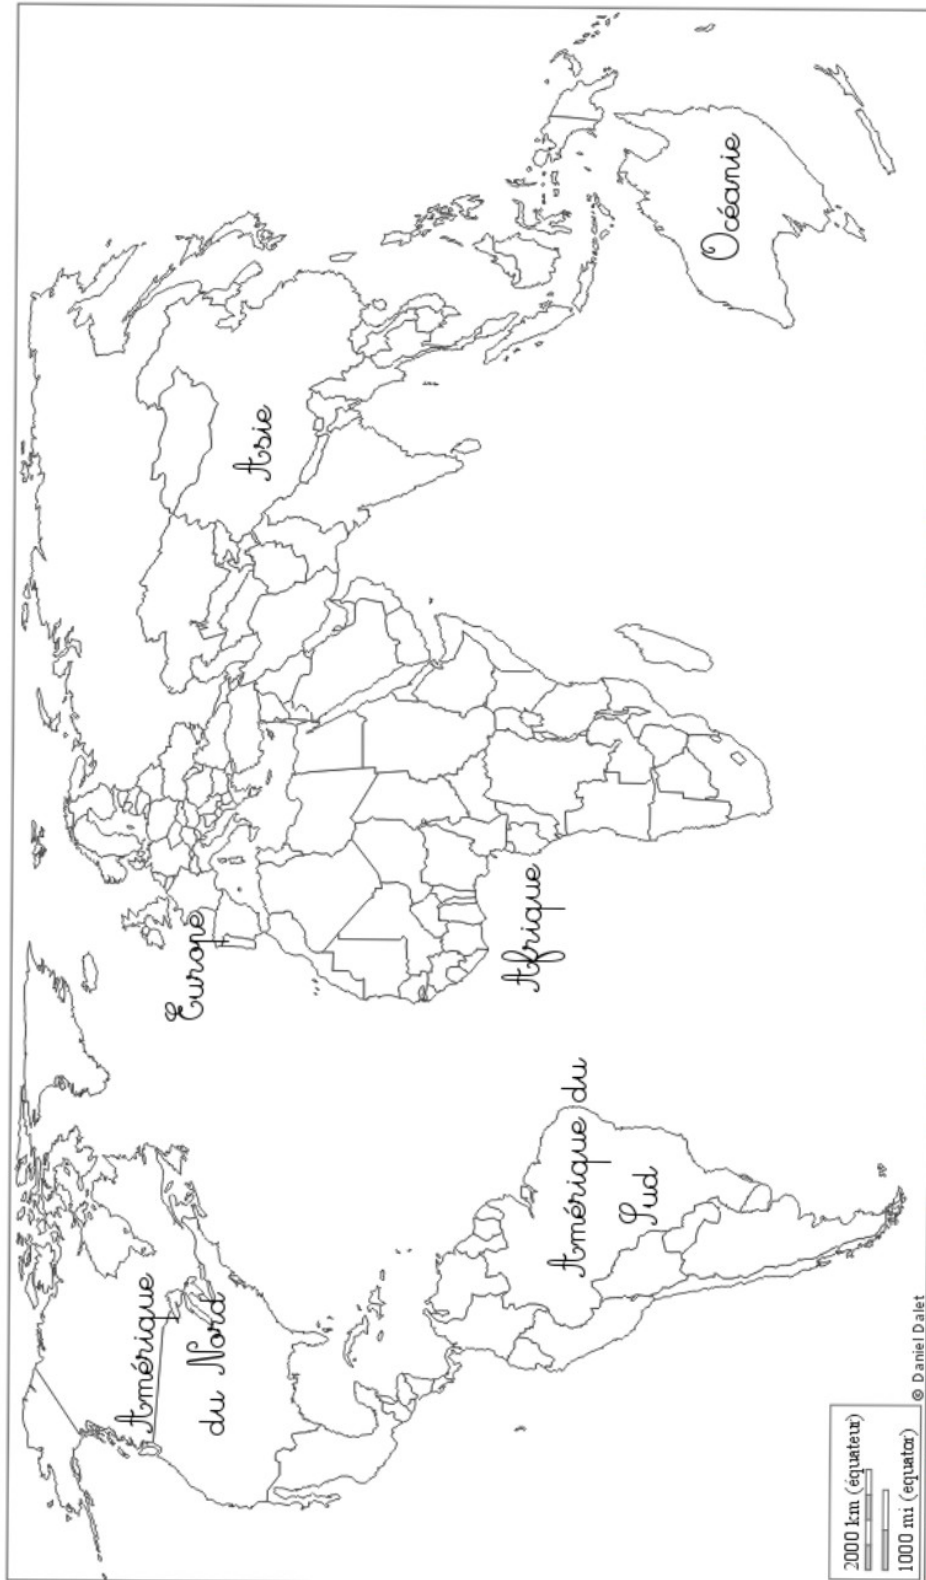 Amérique
du Nord
Europe
Asie
Afrique
Amérique du
Sud
Océanie
2000 km (équateur)
1000 mi (equator)
© Daniel Dalet